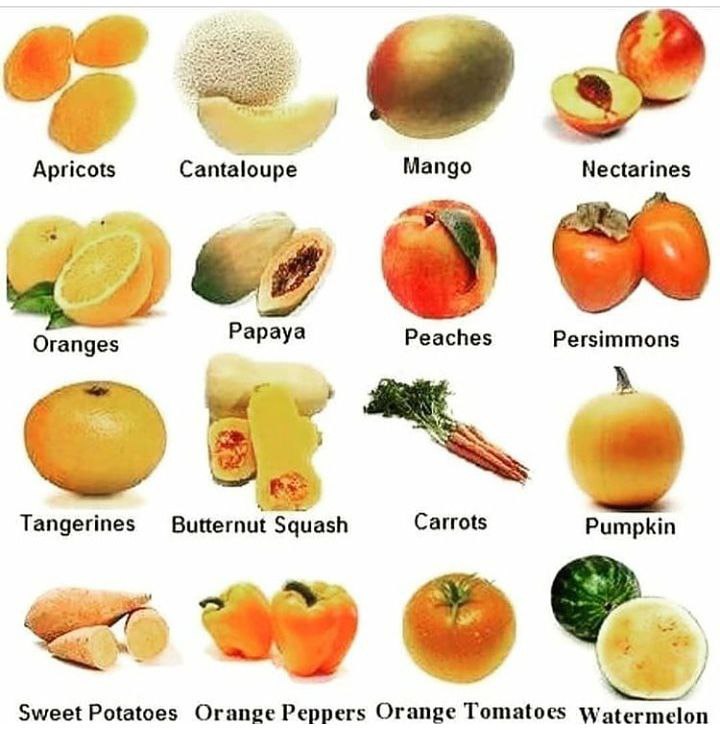 Apricots
Cantaloupe
Mango
Nectarines
Oranges
Papaya
Peaches
Persimmons
Tangerines
Butternut Squash
Carrots
Pumpkin
Sweet Potatoes
Orange Peppers
Orange Tomatoes
Watermelon